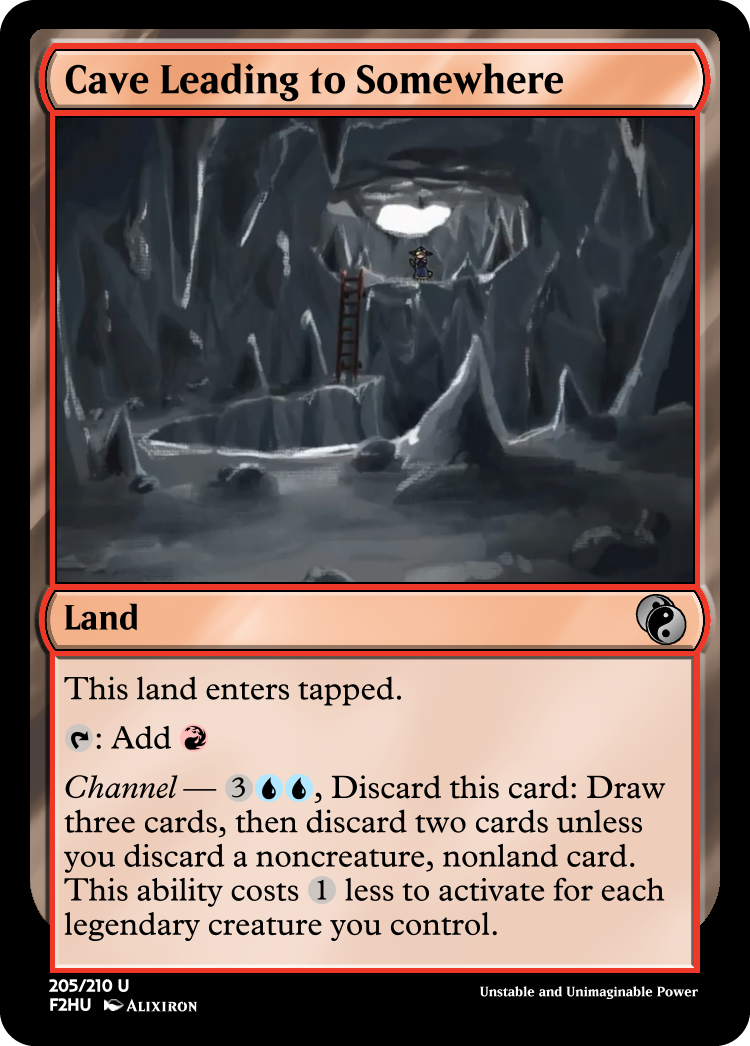 Cave Leading to Somewhere
Land
This land enters tapped.
: Add
Channel — 3, Discard this card: Draw
three cards, then discard two cards unless
you discard a noncreature, nonland card.
This ability costs 1 less to activate for each
legendary creature you control.
205/210 U
Unstable and Unimaginable Power
F2HU ALIXIRON